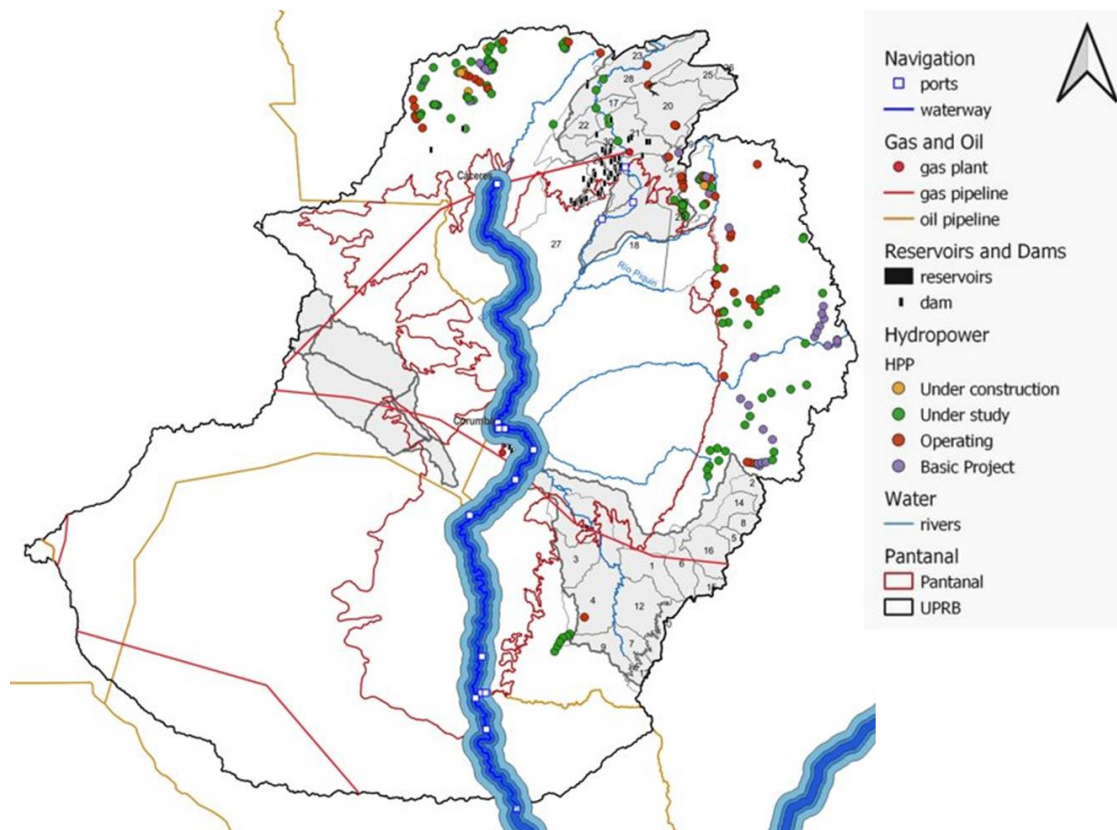 Navigation
ports
waterway
Gas and Oil
gas plant
gas pipeline
oil pipeline
Reservoirs and Dams
reservoirs
dam
Hydropower
HPP
Under construction
Under study
Operating
Basic Project
Water
rivers
Pantanal
Pantanal
UPRB
23
28
25
26
17
20
22
21
Cáceres
27
18
Río Piquiri
Corumbá
2
14
8
5
3
1
6
16
4
12
7